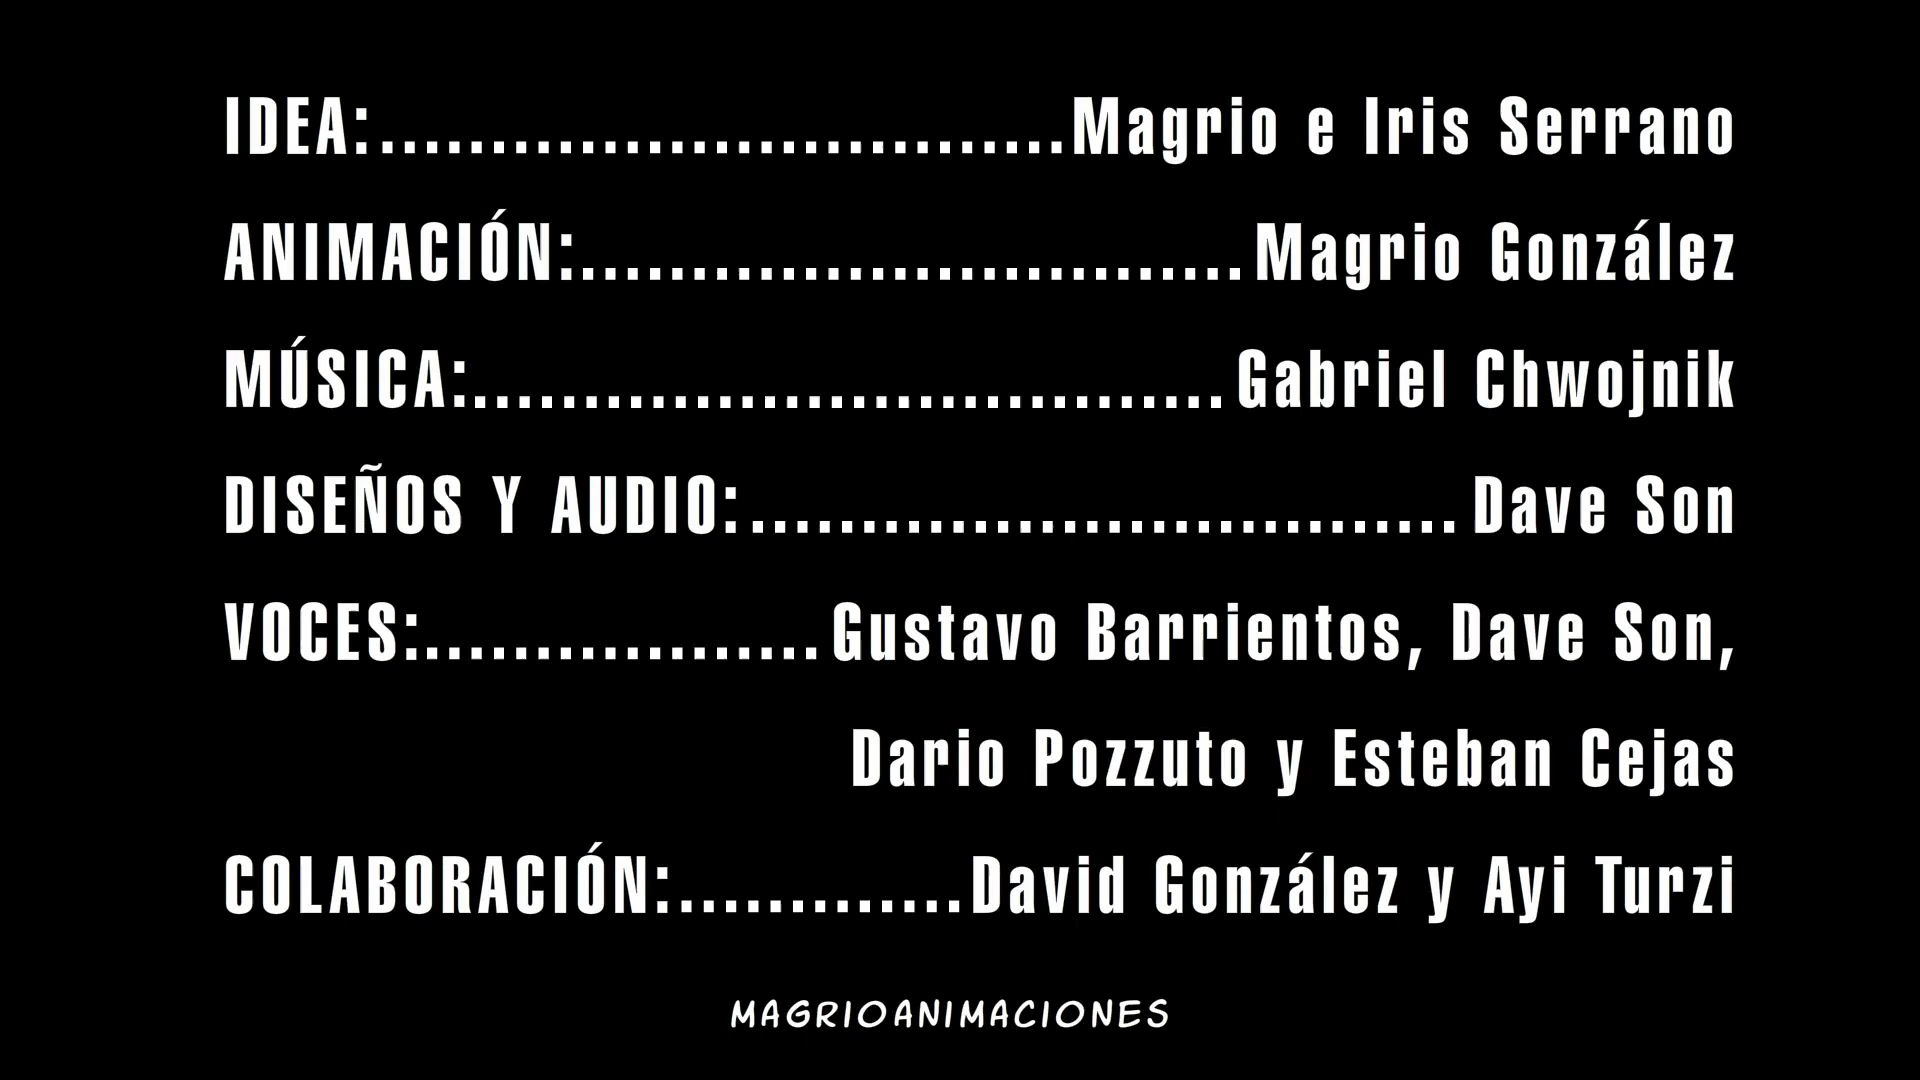 IDEA:...............................Magrio e Iris Serrano
ANIMACIÓN:..............................Magrio González
MÚSICA:..................................Gabriel Chwojnik
DISEÑOS Y AUDIO:................................Dave Son
VOCES:..................Gustavo Barrientos, Dave Son,
Dario Pozzuto y Esteban Cejas
COLABORACIÓN:.............David González y Ayi Turzi
MAGRIOANIMACIONES